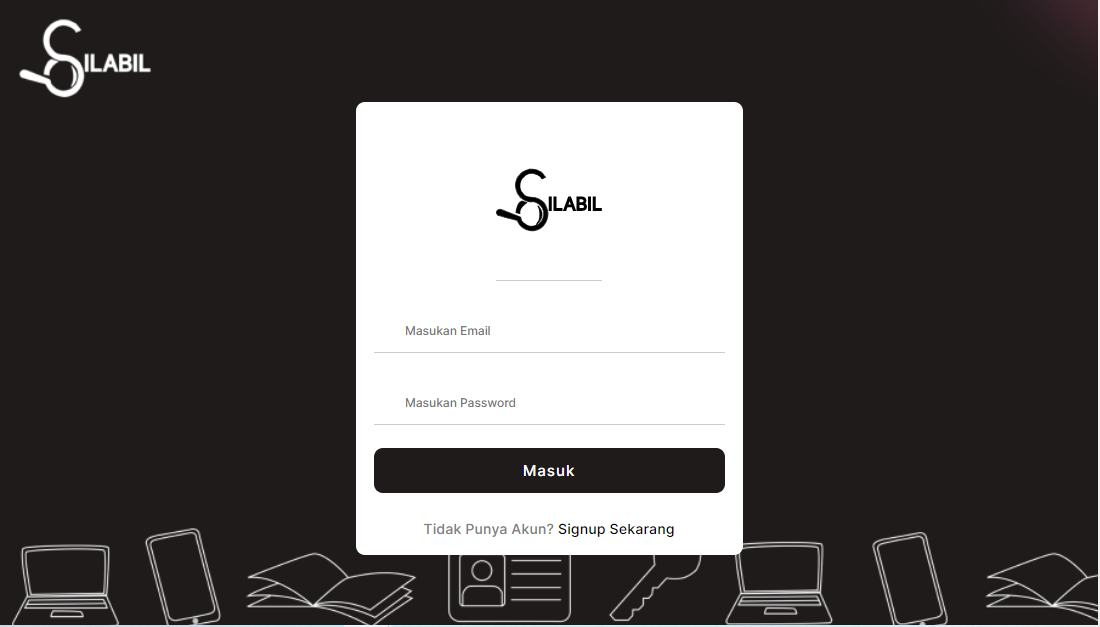 SILABIL
SILABIL
Masukan Email
Masukan Password
Masuk
Tidak Punya Akun? Signup Sekarang